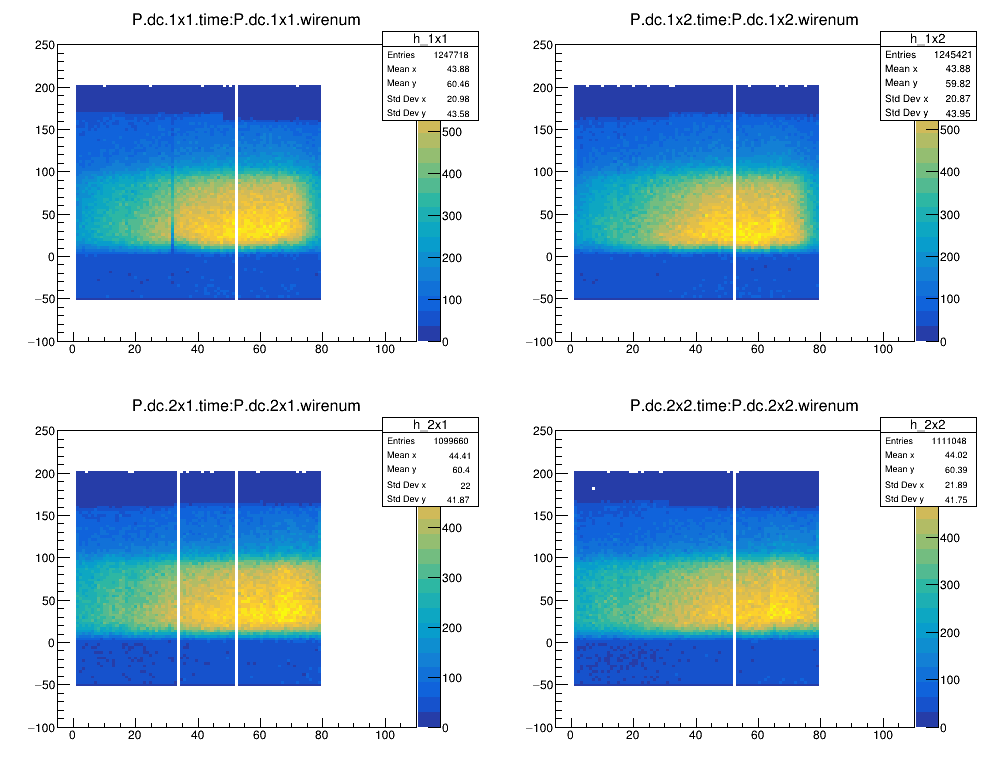 P.dc.1x1.time:P.dc.1x1.wirenum
h_1x1
Entries 1247718
Mean x 43.88
Mean y 60.46
Std Dev x 20.98
Std Dev y 43.58
250
200
150
100
50
0
−50
−100
0 20 40 60 80 100
500
400
300
200
100
0
P.dc.1x2.time:P.dc.1x2.wirenum
h_1x2
Entries 1245421
Mean x 43.88
Mean y 59.82
Std Dev x 20.87
Std Dev y 43.95
250
200
150
100
50
0
−50
−100
0 20 40 60 80 100
500
400
300
200
100
0
P.dc.2x1.time:P.dc.2x1.wirenum
h_2x1
Entries 1099660
Mean x 44.41
Mean y 60.4
Std Dev x 22
Std Dev y 41.87
250
200
150
100
50
0
−50
−100
0 20 40 60 80 100
400
300
200
100
0
P.dc.2x2.time:P.dc.2x2.wirenum
h_2x2
Entries 1111048
Mean x 44.02
Mean y 60.39
Std Dev x 21.89
Std Dev y 41.75
250
200
150
100
50
0
−50
−100
0 20 40 60 80 100
400
300
200
100
0